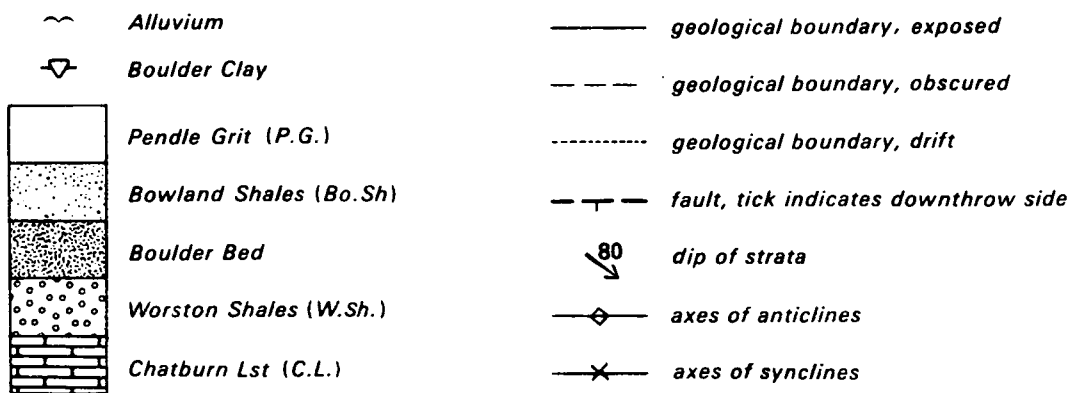 Alluvium
Boulder Clay
Pendle Grit (P.G.)
Bowland Shales (Bo.Sh)
Boulder Bed
Worston Shales (W.Sh.)
Chatburn Lst (C.L.)
geological boundary, exposed
geological boundary, obscured
geological boundary, drift
fault, tick indicates downthrow side
80 dip of strata
axes of anticlines
axes of synclines